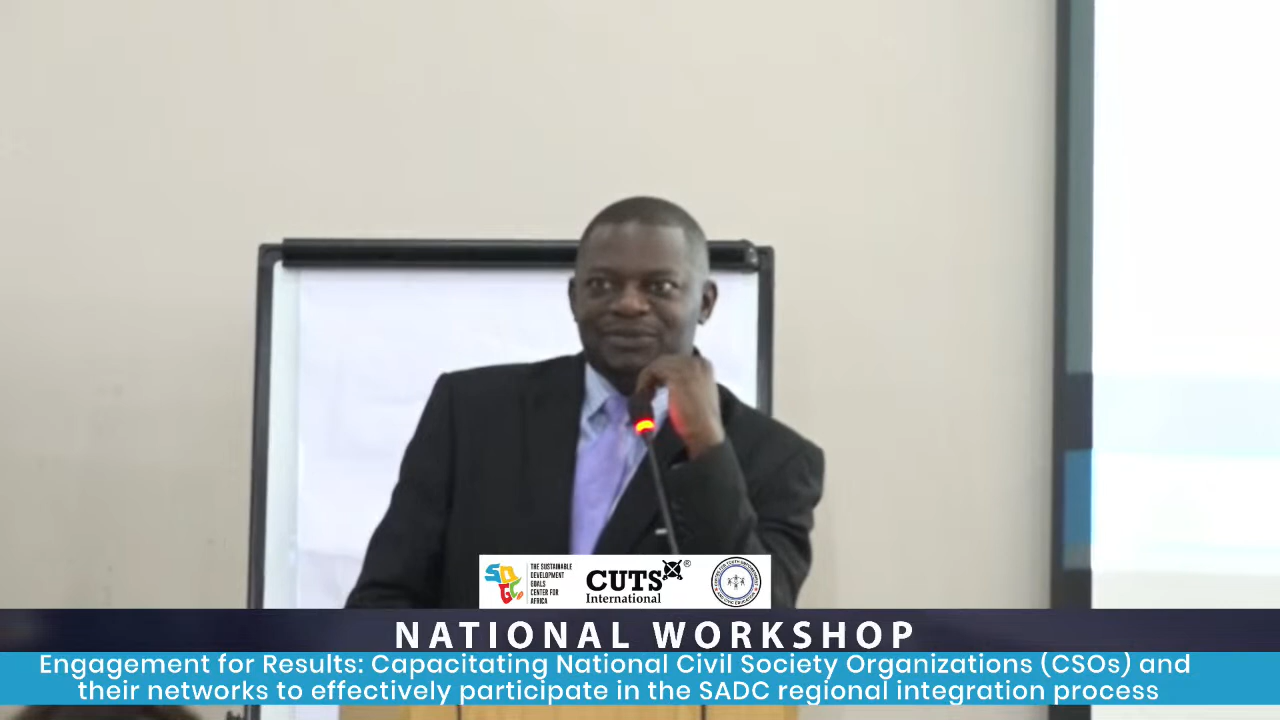 THE SUSTAINABLE
DEVELOPMENT
GOALS
CENTER FOR
AFRICA
CUTS®
International
NATIONAL WORKSHOP
Engagement for Results: Capacitating National Civil Society Organizations (CSOs) and
their networks to effectively participate in the SADC regional integration process